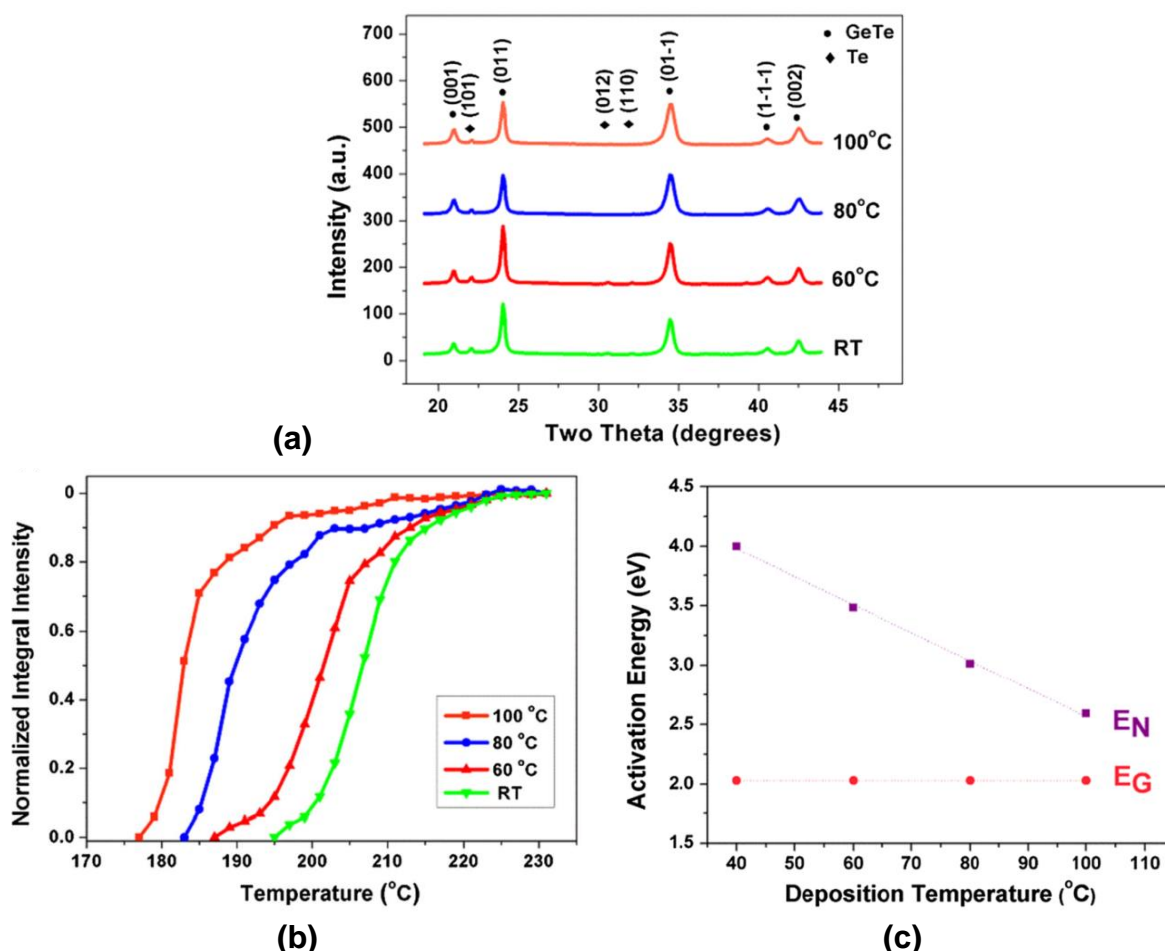 700
600
500
400
300
200
100
0
Intensity (a.u.)
(001)
(101)
(011)
(012)
(110)
(01-1)
(1-1-1)
(002)
● GeTe
◆ Te
100°C
80°C
60°C
RT
20 25 30 35 40 45
Two Theta (degrees)
(a)
0
0.8
0.6
0.4
0.2
0.0
Normalized Integral Intensity
100 °C
80 °C
60 °C
RT
170 180 190 200 210 220 230
Temperature (°C)
(b)
4.5
4.0
3.5
3.0
2.5
2.0
1.5
Activation Energy (eV)
EN
EG
40 50 60 70 80 90 100 110
Deposition Temperature (°C)
(c)